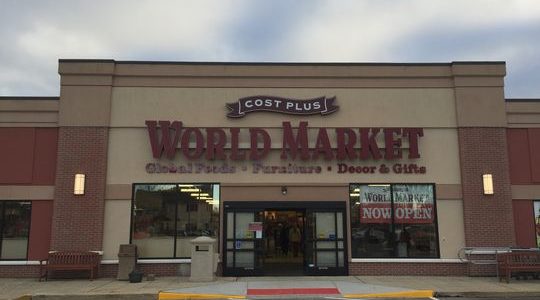 COST PLUS
WORLD MARKET
Global Foods · Furniture · Decor & Gifts
WORLD MARKET
NOW OPEN